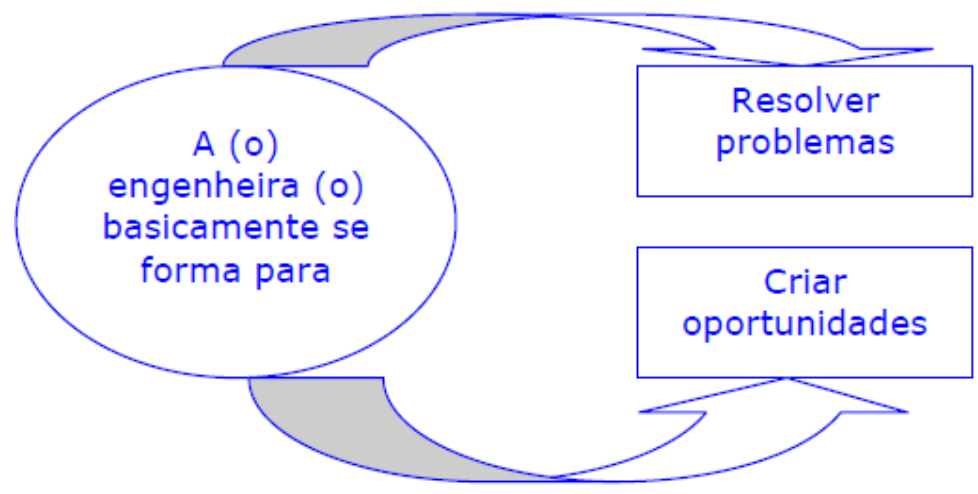 A (o)
engenheira (o)
basicamente se
forma para
Resolver
problemas
Criar
oportunidades